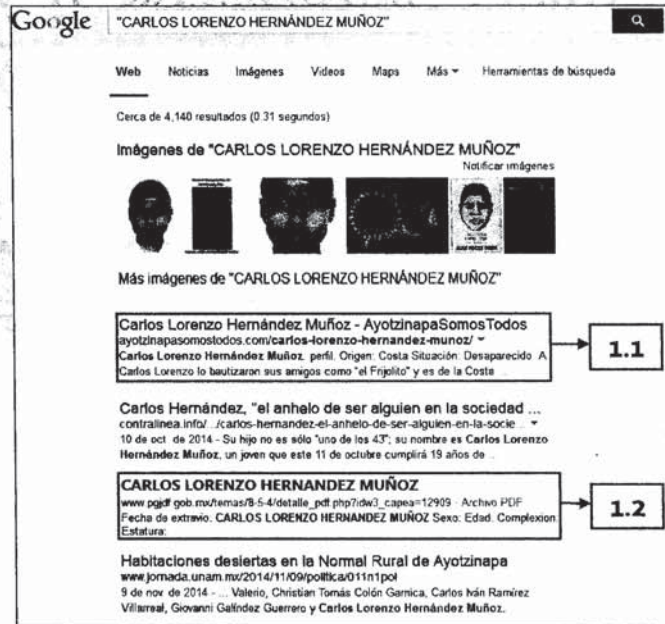 Google "CARLOS LORENZO HERNÁNDEZ MUÑOZ"
Web Noticias Imágenes Videos Maps Más Herramientas de búsqueda
Cerca de 4,140 resultados (0.31 segundos)
Imágenes de "CARLOS LORENZO HERNÁNDEZ MUÑOZ"
Notificar imágenes
Más imágenes de "CARLOS LORENZO HERNÁNDEZ MUÑOZ"
Carlos Lorenzo Hernández Muñoz - AyotzinapaSomosTodos
ayotzinapasomostodos.com/carlos-lorenzo-hernandez-munoz/
Carlos Lorenzo Hernández Muñoz. perfil. Origen: Costa Situación: Desaparecido A
Carlos Lorenzo lo bautizaron sus amigos como "el Frijolito" y es de la Costa ...
1.1
Carlos Hernández, "el anhelo de ser alguien en la sociedad ...
contralinea.info/.../carlos-hernandez-el-anhelo-de-ser-alguien-en-la-socie...
10 de oct. de 2014 - Su hijo no es sólo "uno de los 43"; su nombre es Carlos Lorenzo
Hernández Muñoz, un joven que este 11 de octubre cumplirá 19 años de ...
CARLOS LORENZO HERNANDEZ MUÑOZ
www.pgjdf.gob.mx/temas/8-5-4/detalle_pdf.php?idw3_capea=12909 - Archivo PDF
Fecha de extravio. CARLOS LORENZO HERNANDEZ MUÑOZ Sexo: Edad. Complexion:
Estatura:
1.2
Habitaciones desiertas en la Normal Rural de Ayotzinapa
www.jornada.unam.mx/2014/11/09/politica/011n1pol
9 de nov. de 2014 - ... Valerio, Christian Tomás Colón Garnica, Carlos Iván Ramírez
Villarreal, Giovanni Galíndez Guerrero y Carlos Lorenzo Hernández Muñoz.